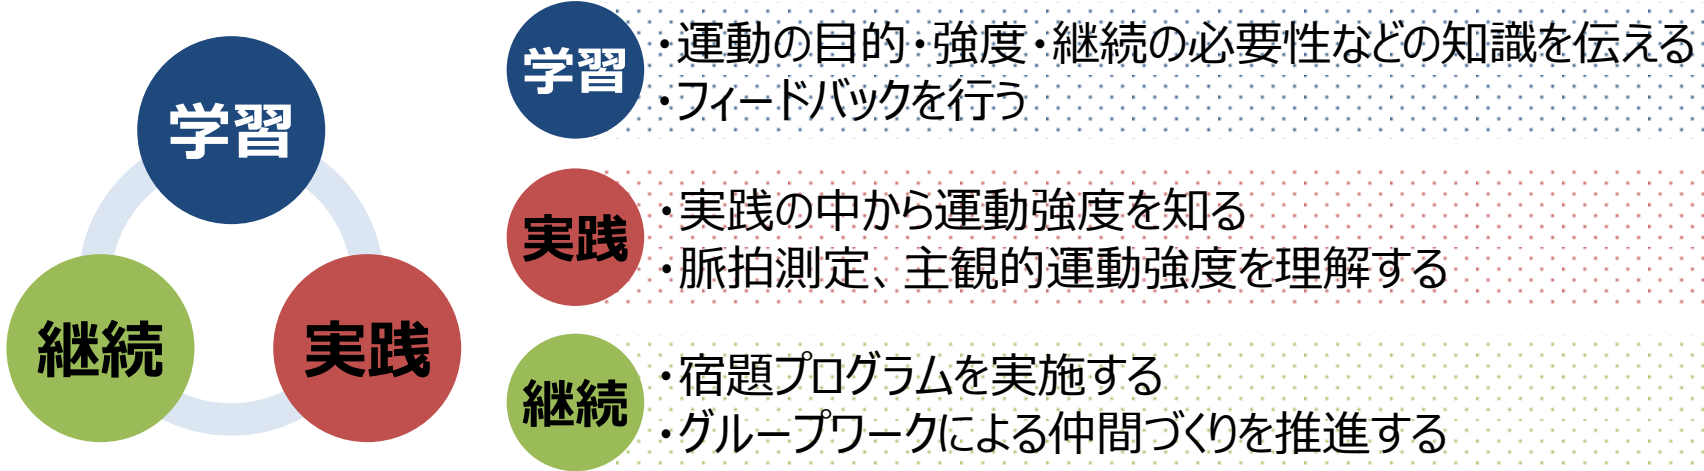 学習
継続
実践
学習
・運動の目的・強度・継続の必要性などの知識を伝える
・フィードバックを行う
実践
・実践の中から運動強度を知る
・脈拍測定、主観的運動強度を理解する
継続
・宿題プログラムを実施する
・グループワークによる仲間づくりを推進する